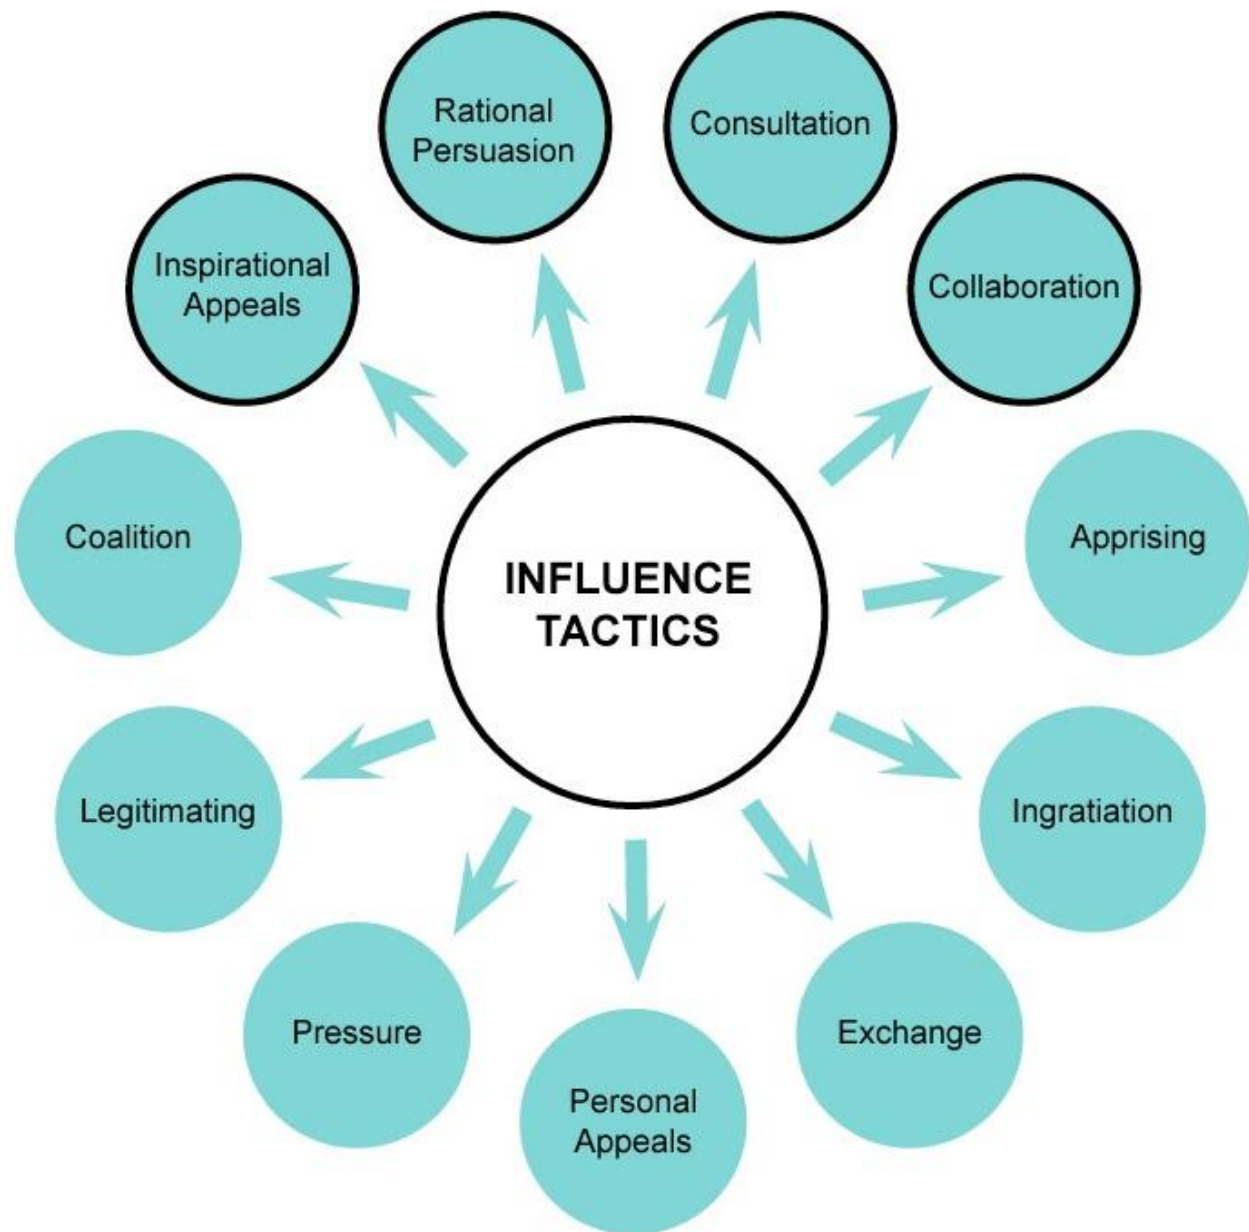 Rational
Persuasion
Consultation
Inspirational
Appeals
Collaboration
Coalition
INFLUENCE
TACTICS
Apprising
Legitimating
Ingratiation
Pressure
Exchange
Personal
Appeals